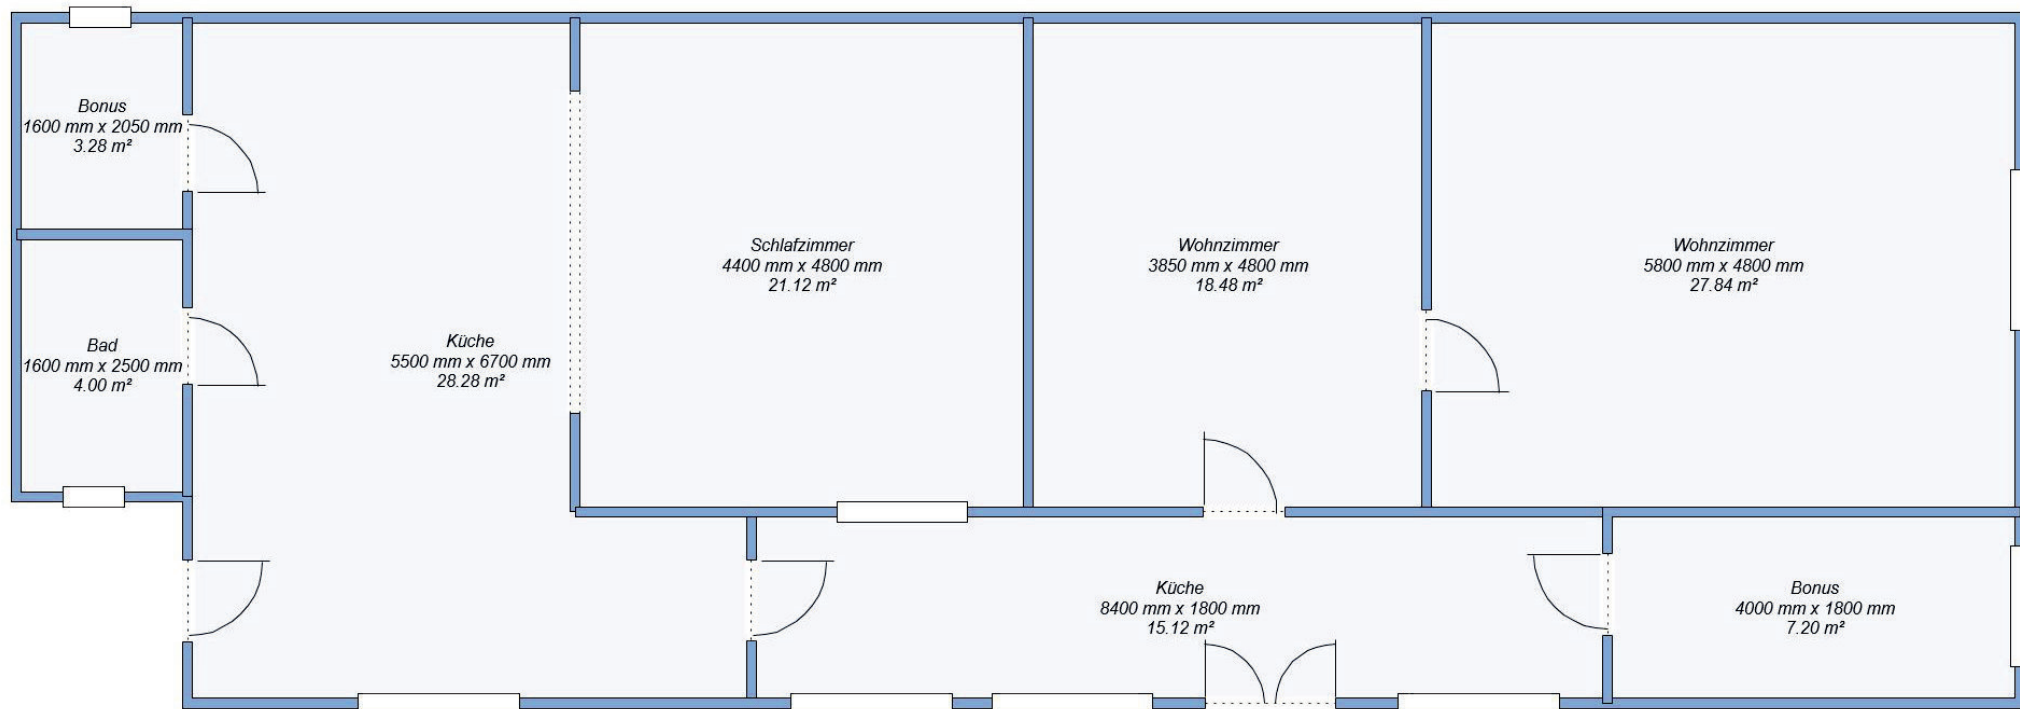 Bonus
1600 mm x 2050 mm
3.28 m²
Bad
1600 mm x 2500 mm
4.00 m²
Küche
5500 mm x 6700 mm
28.28 m²
Schlafzimmer
4400 mm x 4800 mm
21.12 m²
Wohnzimmer
3850 mm x 4800 mm
18.48 m²
Wohnzimmer
5800 mm x 4800 mm
27.84 m²
Küche
8400 mm x 1800 mm
15.12 m²
Bonus
4000 mm x 1800 mm
7.20 m²